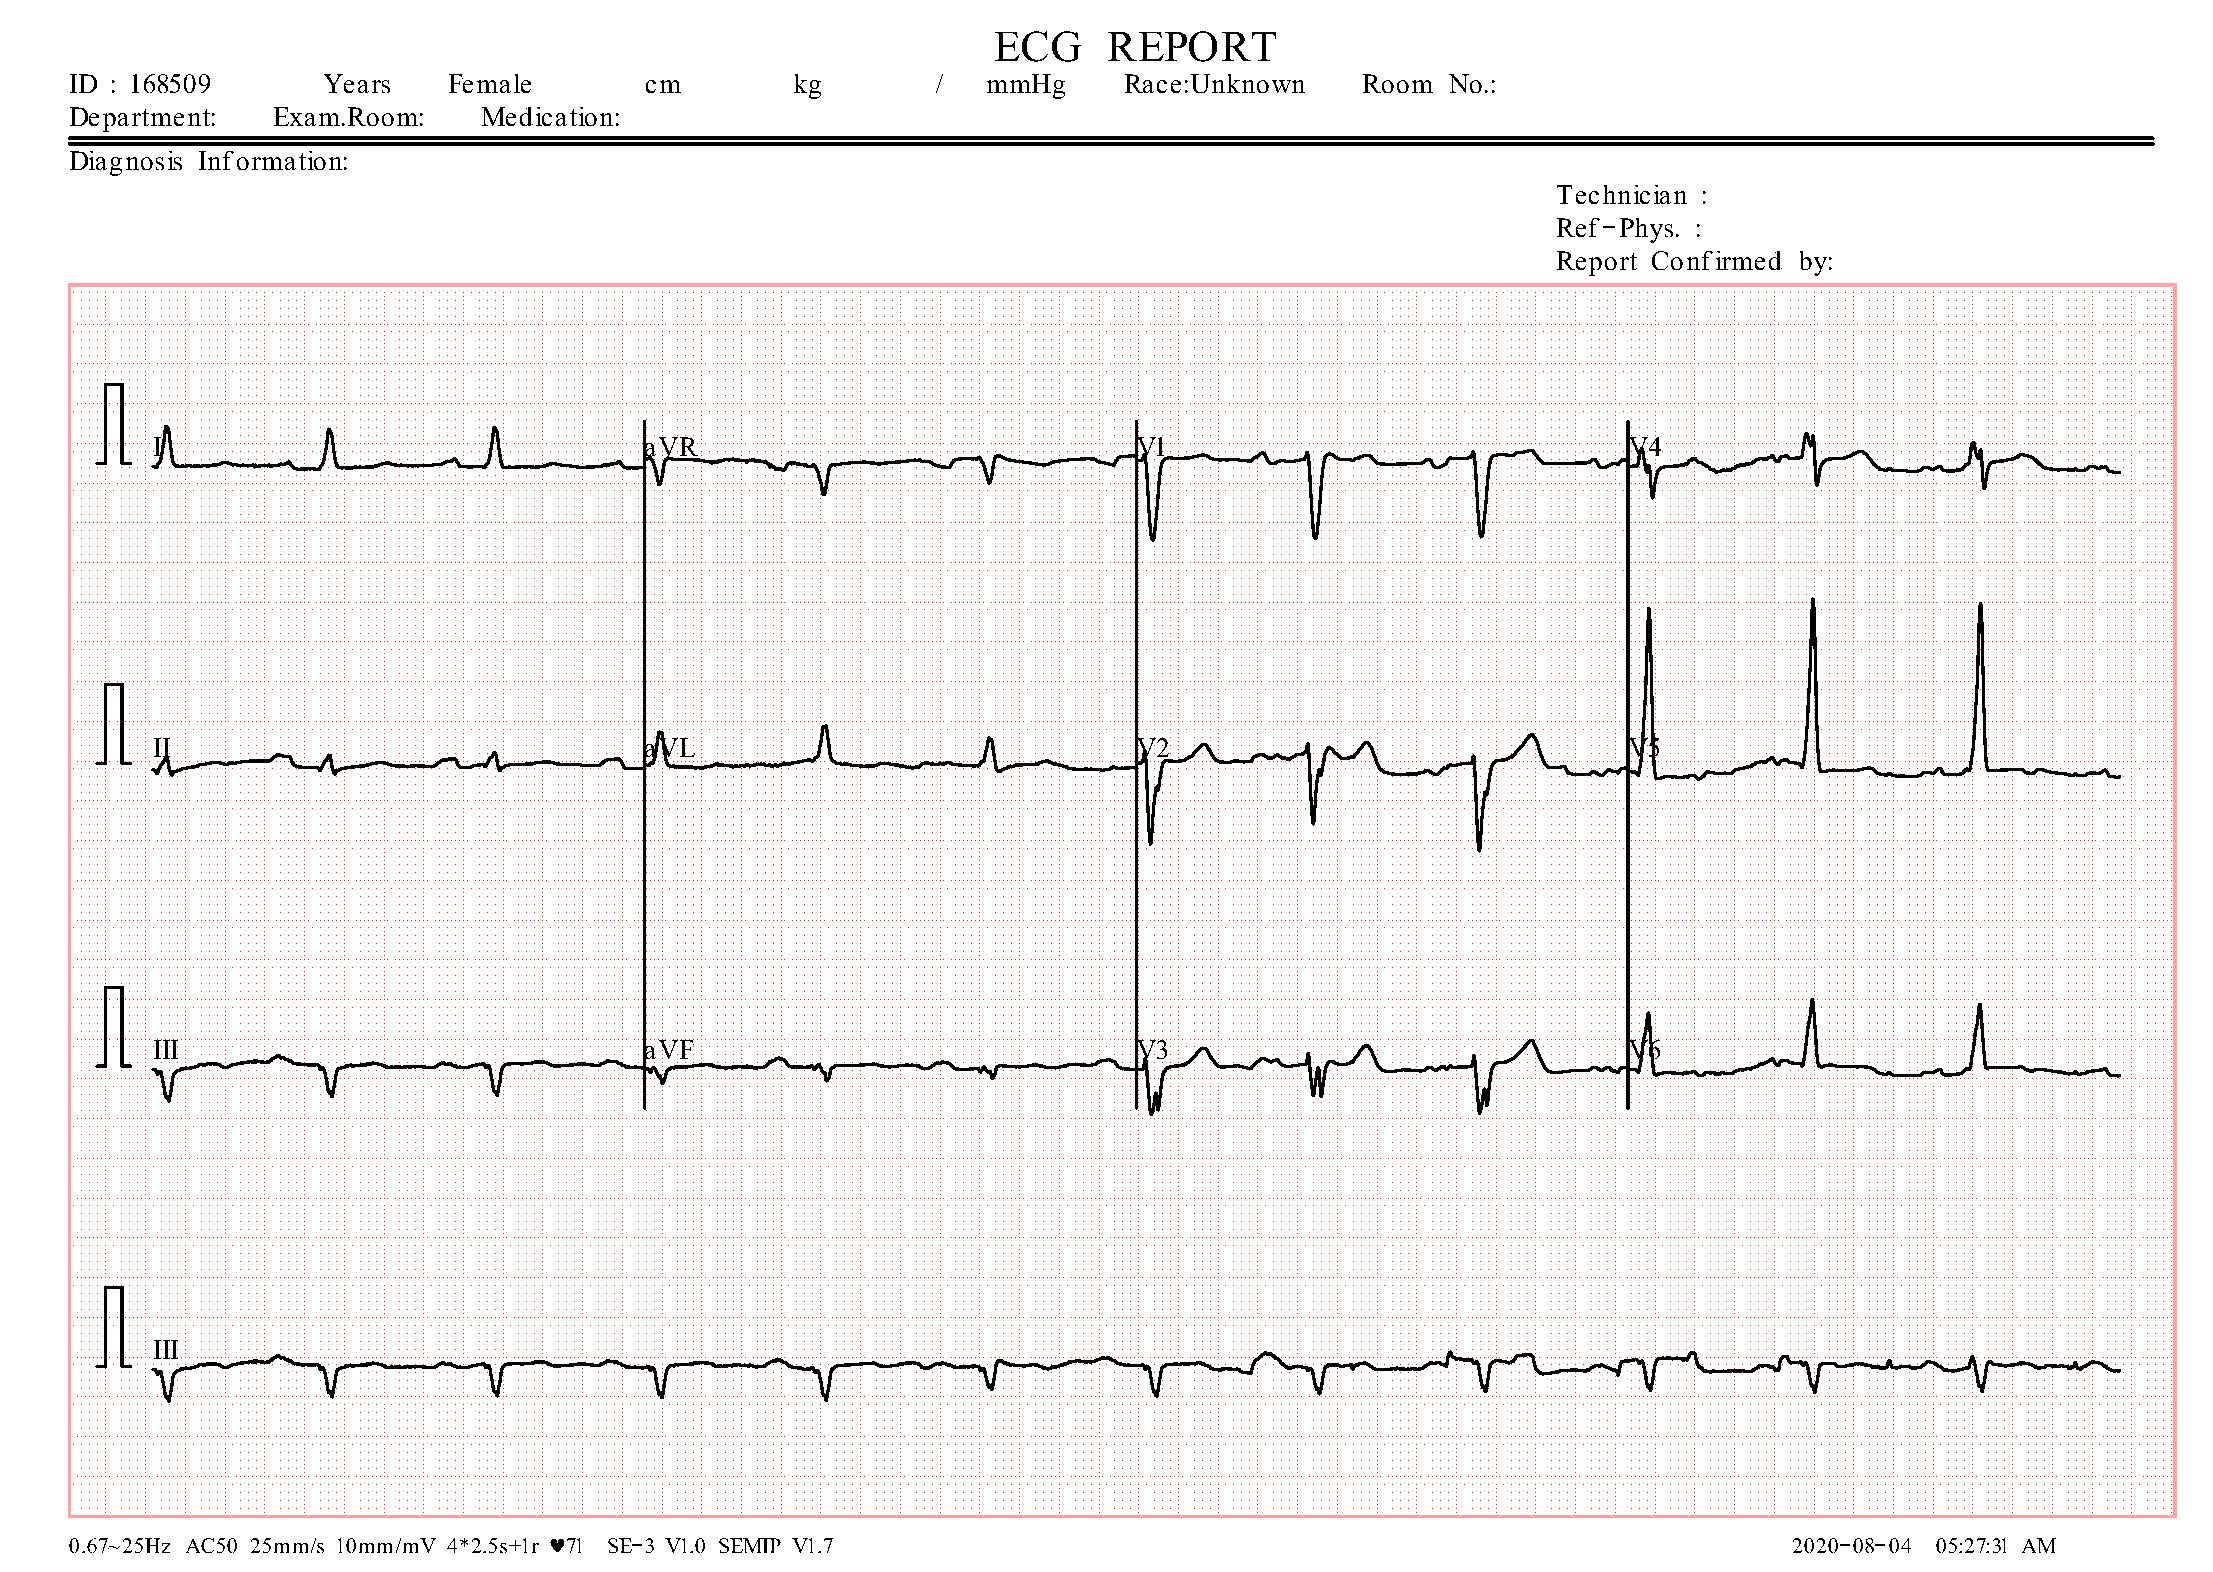 ECG REPORT
ID : 168509 Years Female cm kg / mmHg Race:Unknown Room No.:
Department: Exam.Room: Medication:
Diagnosis Information:
Technician :
Ref-Phys. :
Report Confirmed by:
I aVR V1 V4
II aVL V2 V5
III aVF V3 V6
III
0.67~25Hz AC50 25mm/s 10mm/mV 4*2.5s+1r ♥71 SE-3 V1.0 SEMIP V1.7 2020-08-04 05:27:31 AM